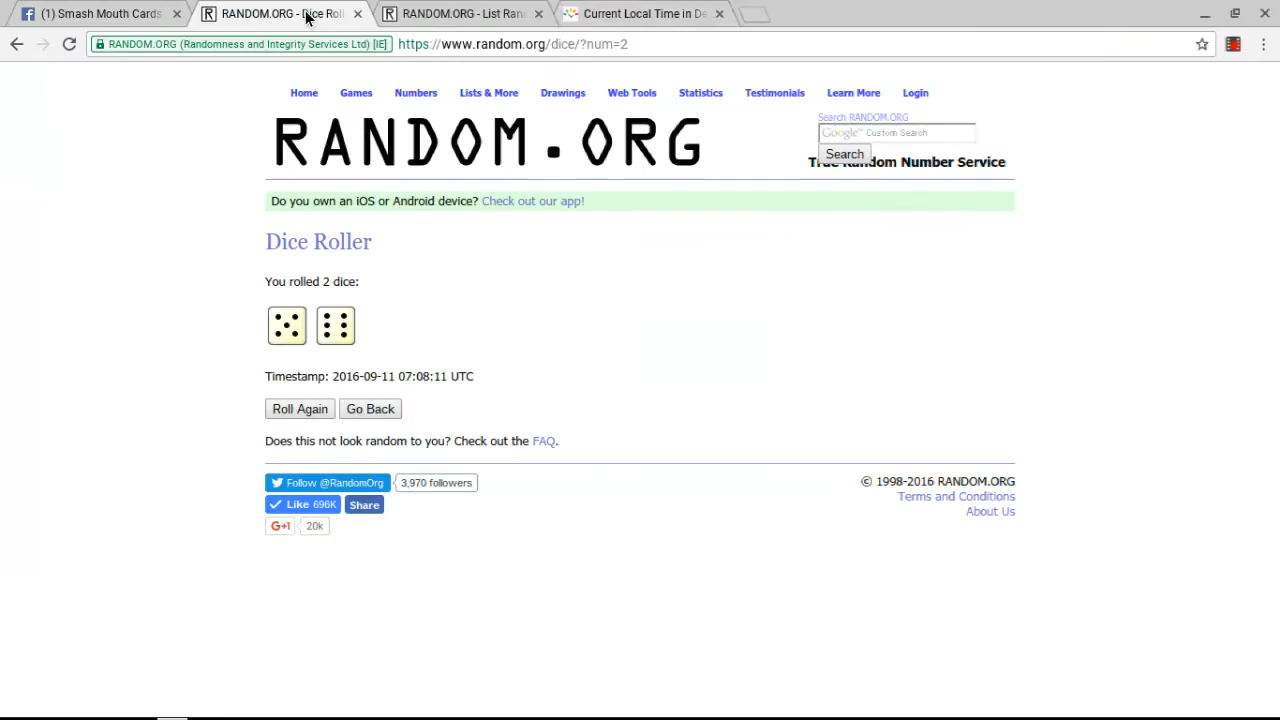 (1) Smash Mouth Cards
RANDOM.ORG - Dice Roll
RANDOM.ORG - List Ran
Current Local Time in De
RANDOM.ORG (Randomness and Integrity Services Ltd) [IE]
https://www.random.org/dice/?num=2
Home Games Numbers Lists & More Drawings Web Tools Statistics Testimonials Learn More Login
RANDOM.ORG
Search RANDOM.ORG
Google™ Custom Search
Search
True Random Number Service
Do you own an iOS or Android device? Check out our app!
Dice Roller
You rolled 2 dice:
Timestamp: 2016-09-11 07:08:11 UTC
Roll Again Go Back
Does this not look random to you? Check out the FAQ.
Follow @RandomOrg 3,970 followers
Like 696K Share
G+1 20k
© 1998-2016 RANDOM.ORG
Terms and Conditions
About Us